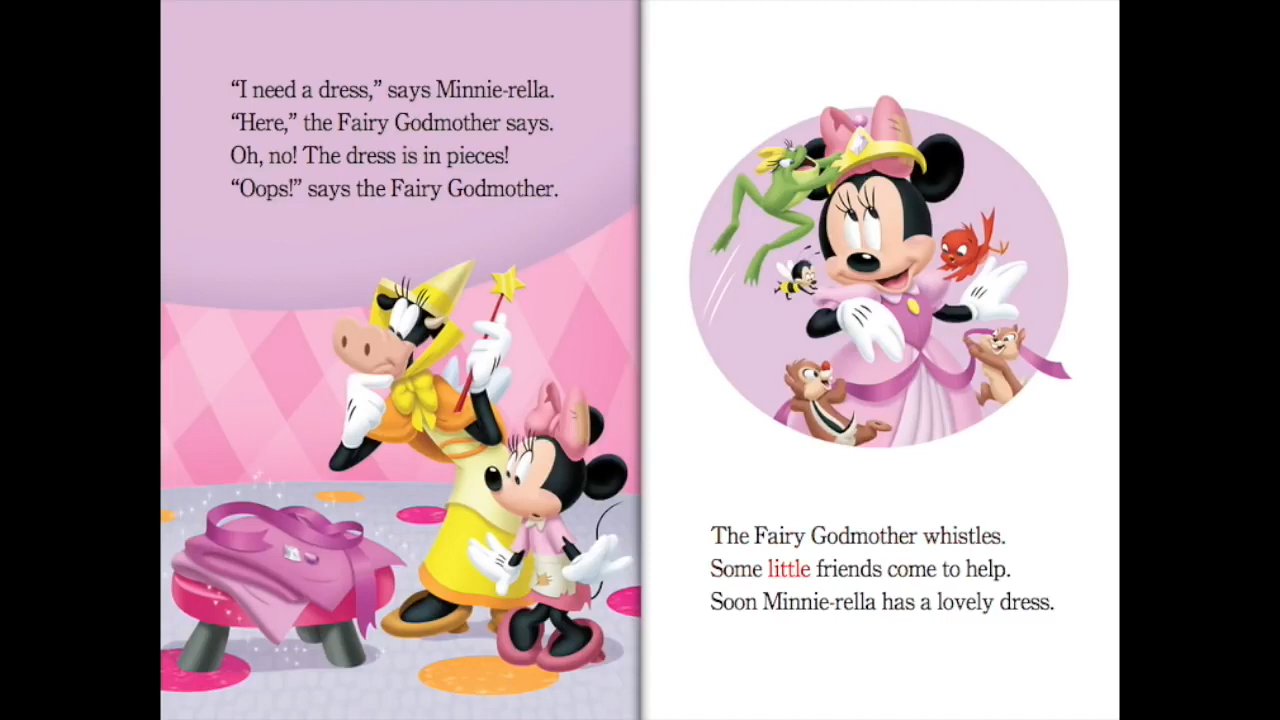 “I need a dress,” says Minnie-rella.
“Here,” the Fairy Godmother says.
Oh, no! The dress is in pieces!
“Oops!” says the Fairy Godmother.
The Fairy Godmother whistles.
Some little friends come to help.
Soon Minnie-rella has a lovely dress.